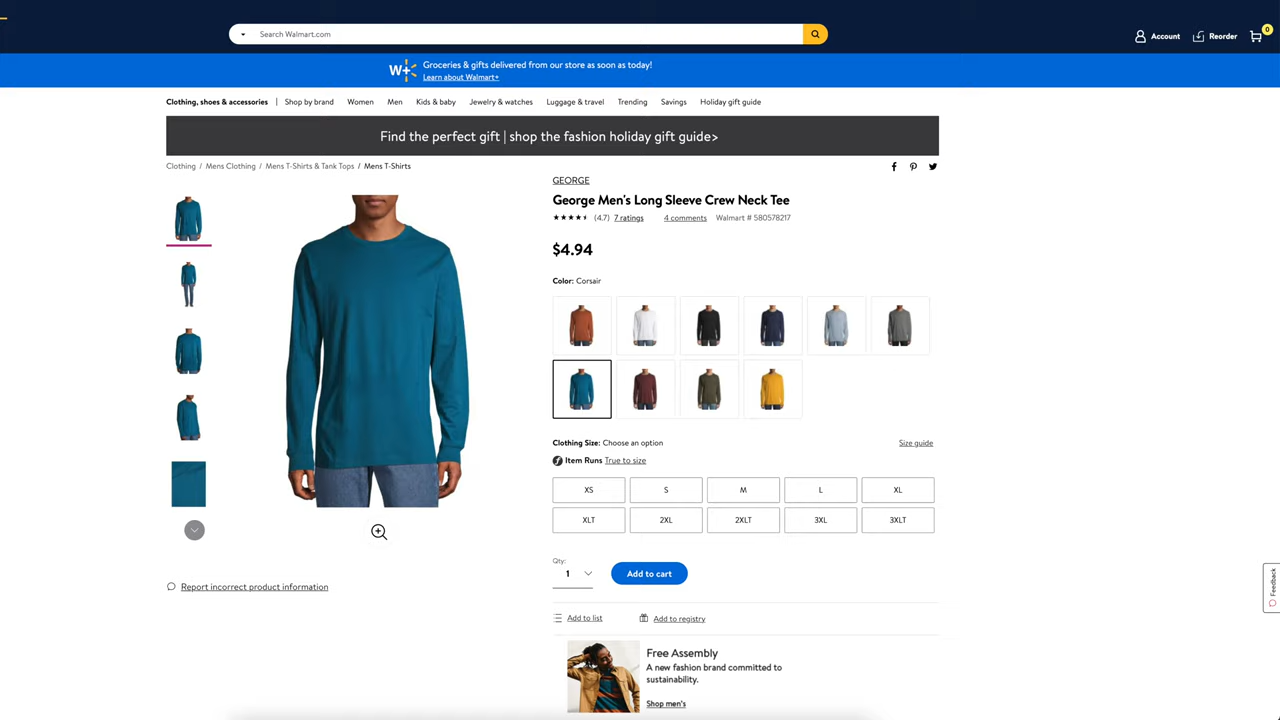 Search Walmart.com
Account
Reorder
0
W+
Groceries & gifts delivered from our store as soon as today!
Learn about Walmart+
Clothing, shoes & accessories | Shop by brand Women Men Kids & baby Jewelry & watches Luggage & travel Trending Savings Holiday gift guide
Find the perfect gift | shop the fashion holiday gift guide>
Clothing / Mens Clothing / Mens T-Shirts & Tank Tops / Mens T-Shirts
GEORGE
George Men's Long Sleeve Crew Neck Tee
(4.7) 7 ratings 4 comments Walmart # 580578217
$4.94
Color: Corsair
Clothing Size: Choose an option
Size guide
Item Runs True to size
XS S M L XL
XLT 2XL 2XLT 3XL 3XLT
Qty:
1
Add to cart
Report incorrect product information
Add to list
Add to registry
Free Assembly
A new fashion brand committed to
sustainability.
Shop men's
Feedback